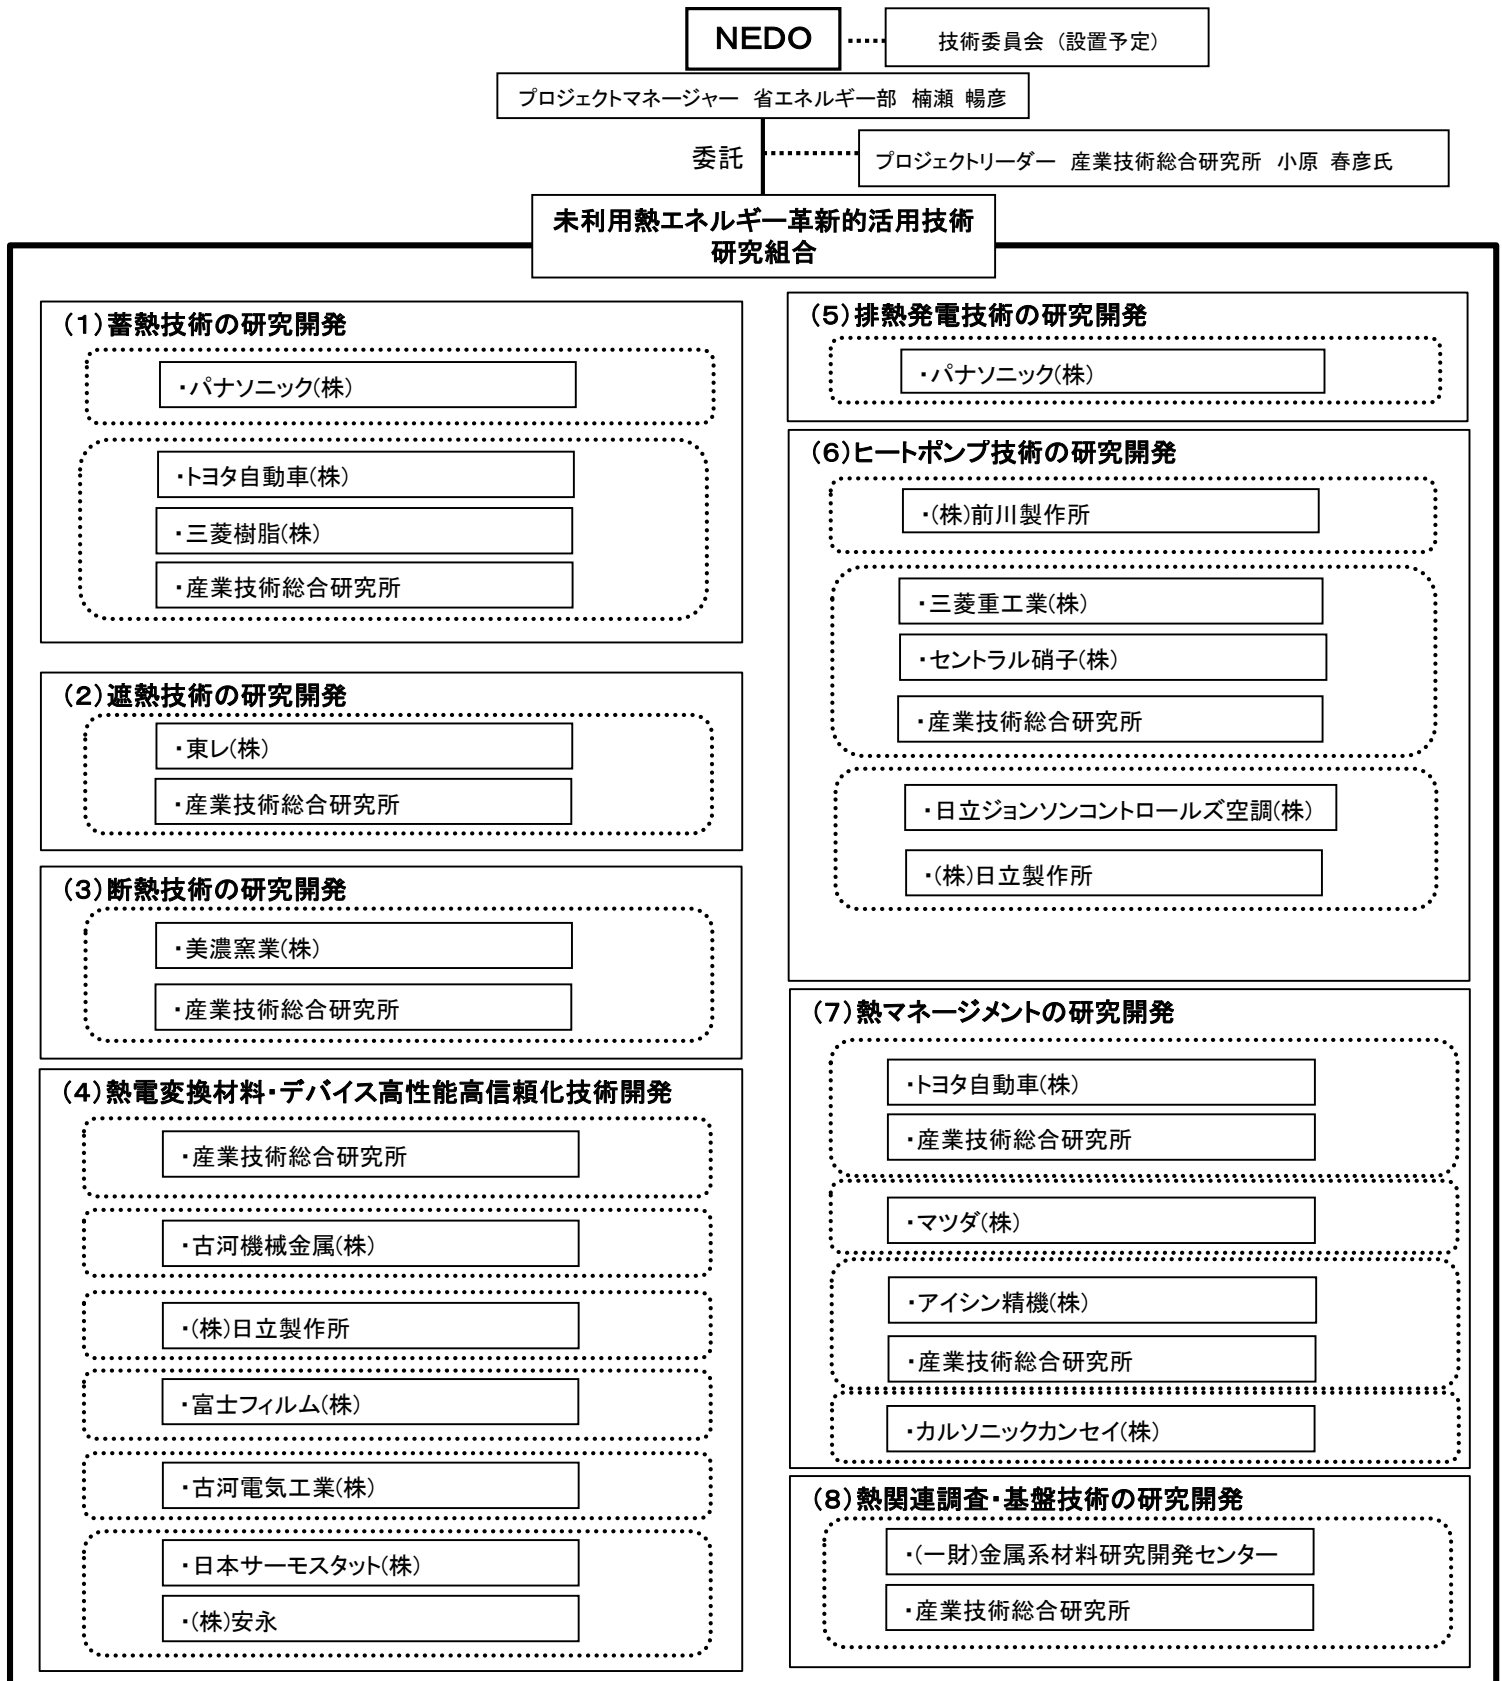 NEDO
技術委員会（設置予定）
プロジェクトマネージャー　省エネルギー部　楠瀬 暢彦
委託
プロジェクトリーダー　産業技術総合研究所　小原 春彦氏
未利用熱エネルギー革新的活用技術
研究組合
（1）蓄熱技術の研究開発
・パナソニック(株)
・トヨタ自動車(株)
・三菱樹脂(株)
・産業技術総合研究所
（2）遮熱技術の研究開発
・東レ(株)
・産業技術総合研究所
（3）断熱技術の研究開発
・美濃窯業(株)
・産業技術総合研究所
（4）熱電変換材料・デバイス高性能高信頼化技術開発
・産業技術総合研究所
・古河機械金属(株)
・(株)日立製作所
・富士フィルム(株)
・古河電気工業(株)
・日本サーモスタット(株)
・(株)安永
（5）排熱発電技術の研究開発
・パナソニック(株)
（6）ヒートポンプ技術の研究開発
・(株)前川製作所
・三菱重工業(株)
・セントラル硝子(株)
・産業技術総合研究所
・日立ジョンソンコントロールズ空調(株)
・(株)日立製作所
（7）熱マネージメントの研究開発
・トヨタ自動車(株)
・産業技術総合研究所
・マツダ(株)
・アイシン精機(株)
・産業技術総合研究所
・カルソニックカンセイ(株)
（8）熱関連調査・基盤技術の研究開発
・(一財)金属系材料研究開発センター
・産業技術総合研究所